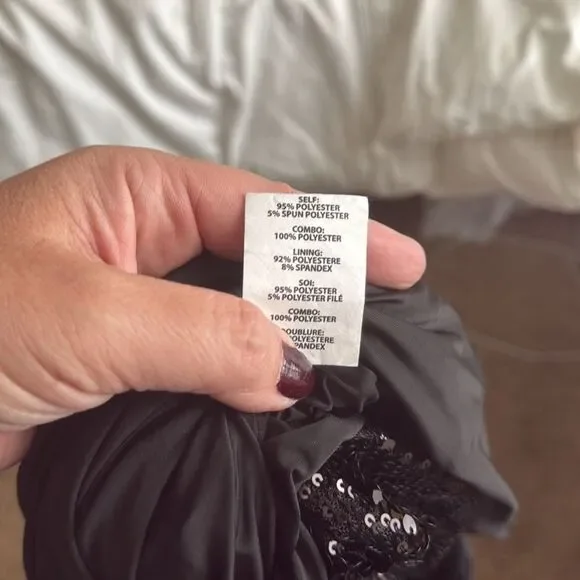 SELF:
95% POLYESTER
5% SPUN POLYESTER
COMBO:
100% POLYESTER
LINING:
92% POLYESTERE
8% SPANDEX
SOI:
95% POLYESTER
5% POLYESTER FILÉ
COMBO:
100% POLYESTER
DOUBLURE:
POLYESTERE
SPANDEX